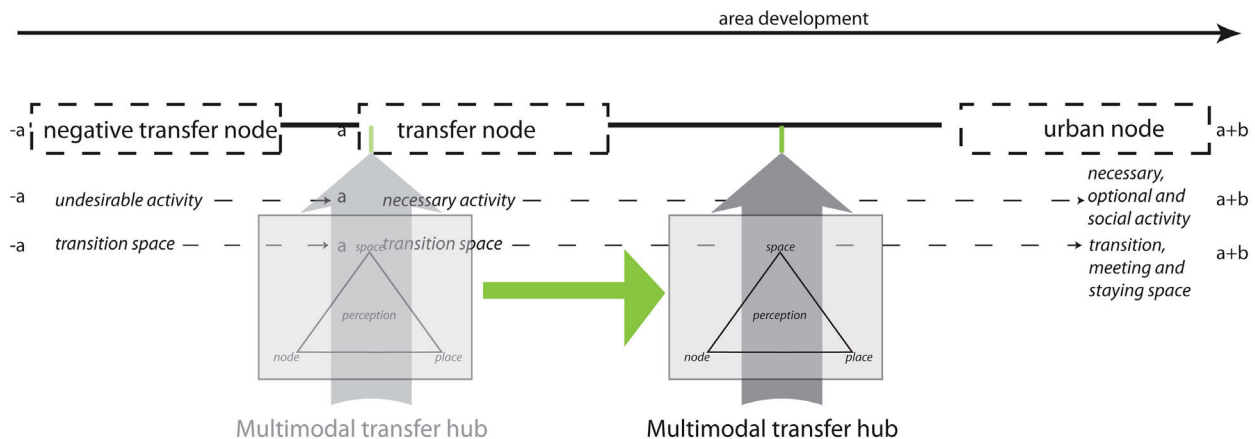 area development
-a negative transfer node a transfer node urban node a+b
-a undesirable activity a necessary activity necessary, optional and social activity a+b
-a transition space a transition space transition, meeting and staying space a+b
space space
perception perception
node place node place
Multimodal transfer hub Multimodal transfer hub